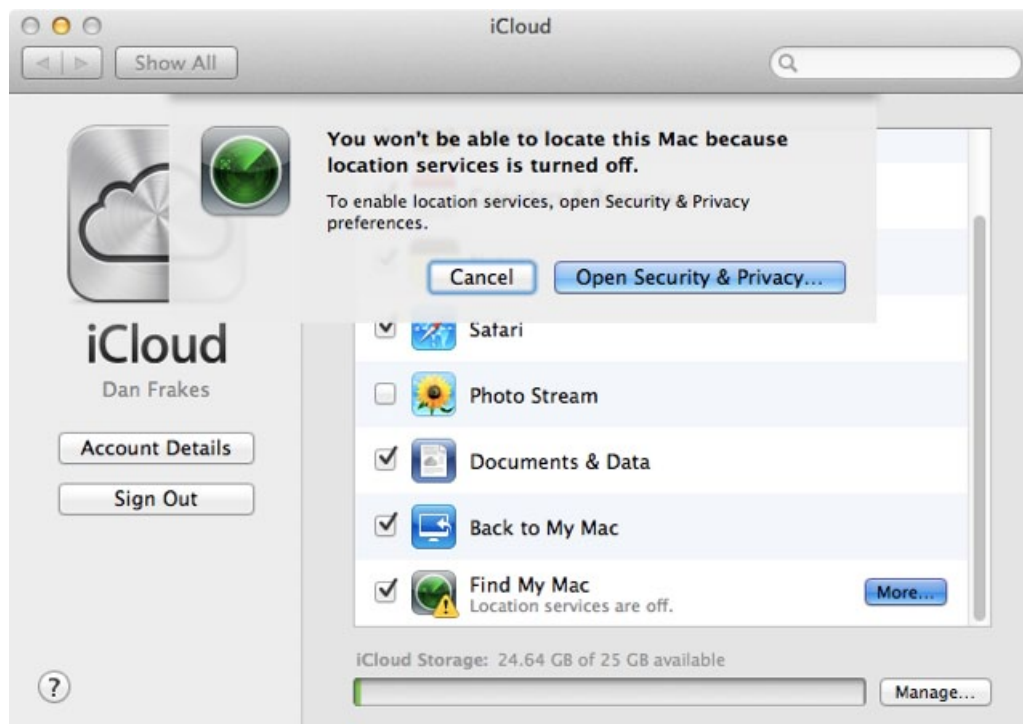 iCloud
Show All
You won't be able to locate this Mac because
location services is turned off.
To enable location services, open Security & Privacy
preferences.
Cancel
Open Security & Privacy...
iCloud
Dan Frakes
Account Details
Sign Out
Safari
Photo Stream
Documents & Data
Back to My Mac
Find My Mac
Location services are off.
More...
iCloud Storage: 24.64 GB of 25 GB available
Manage...
?